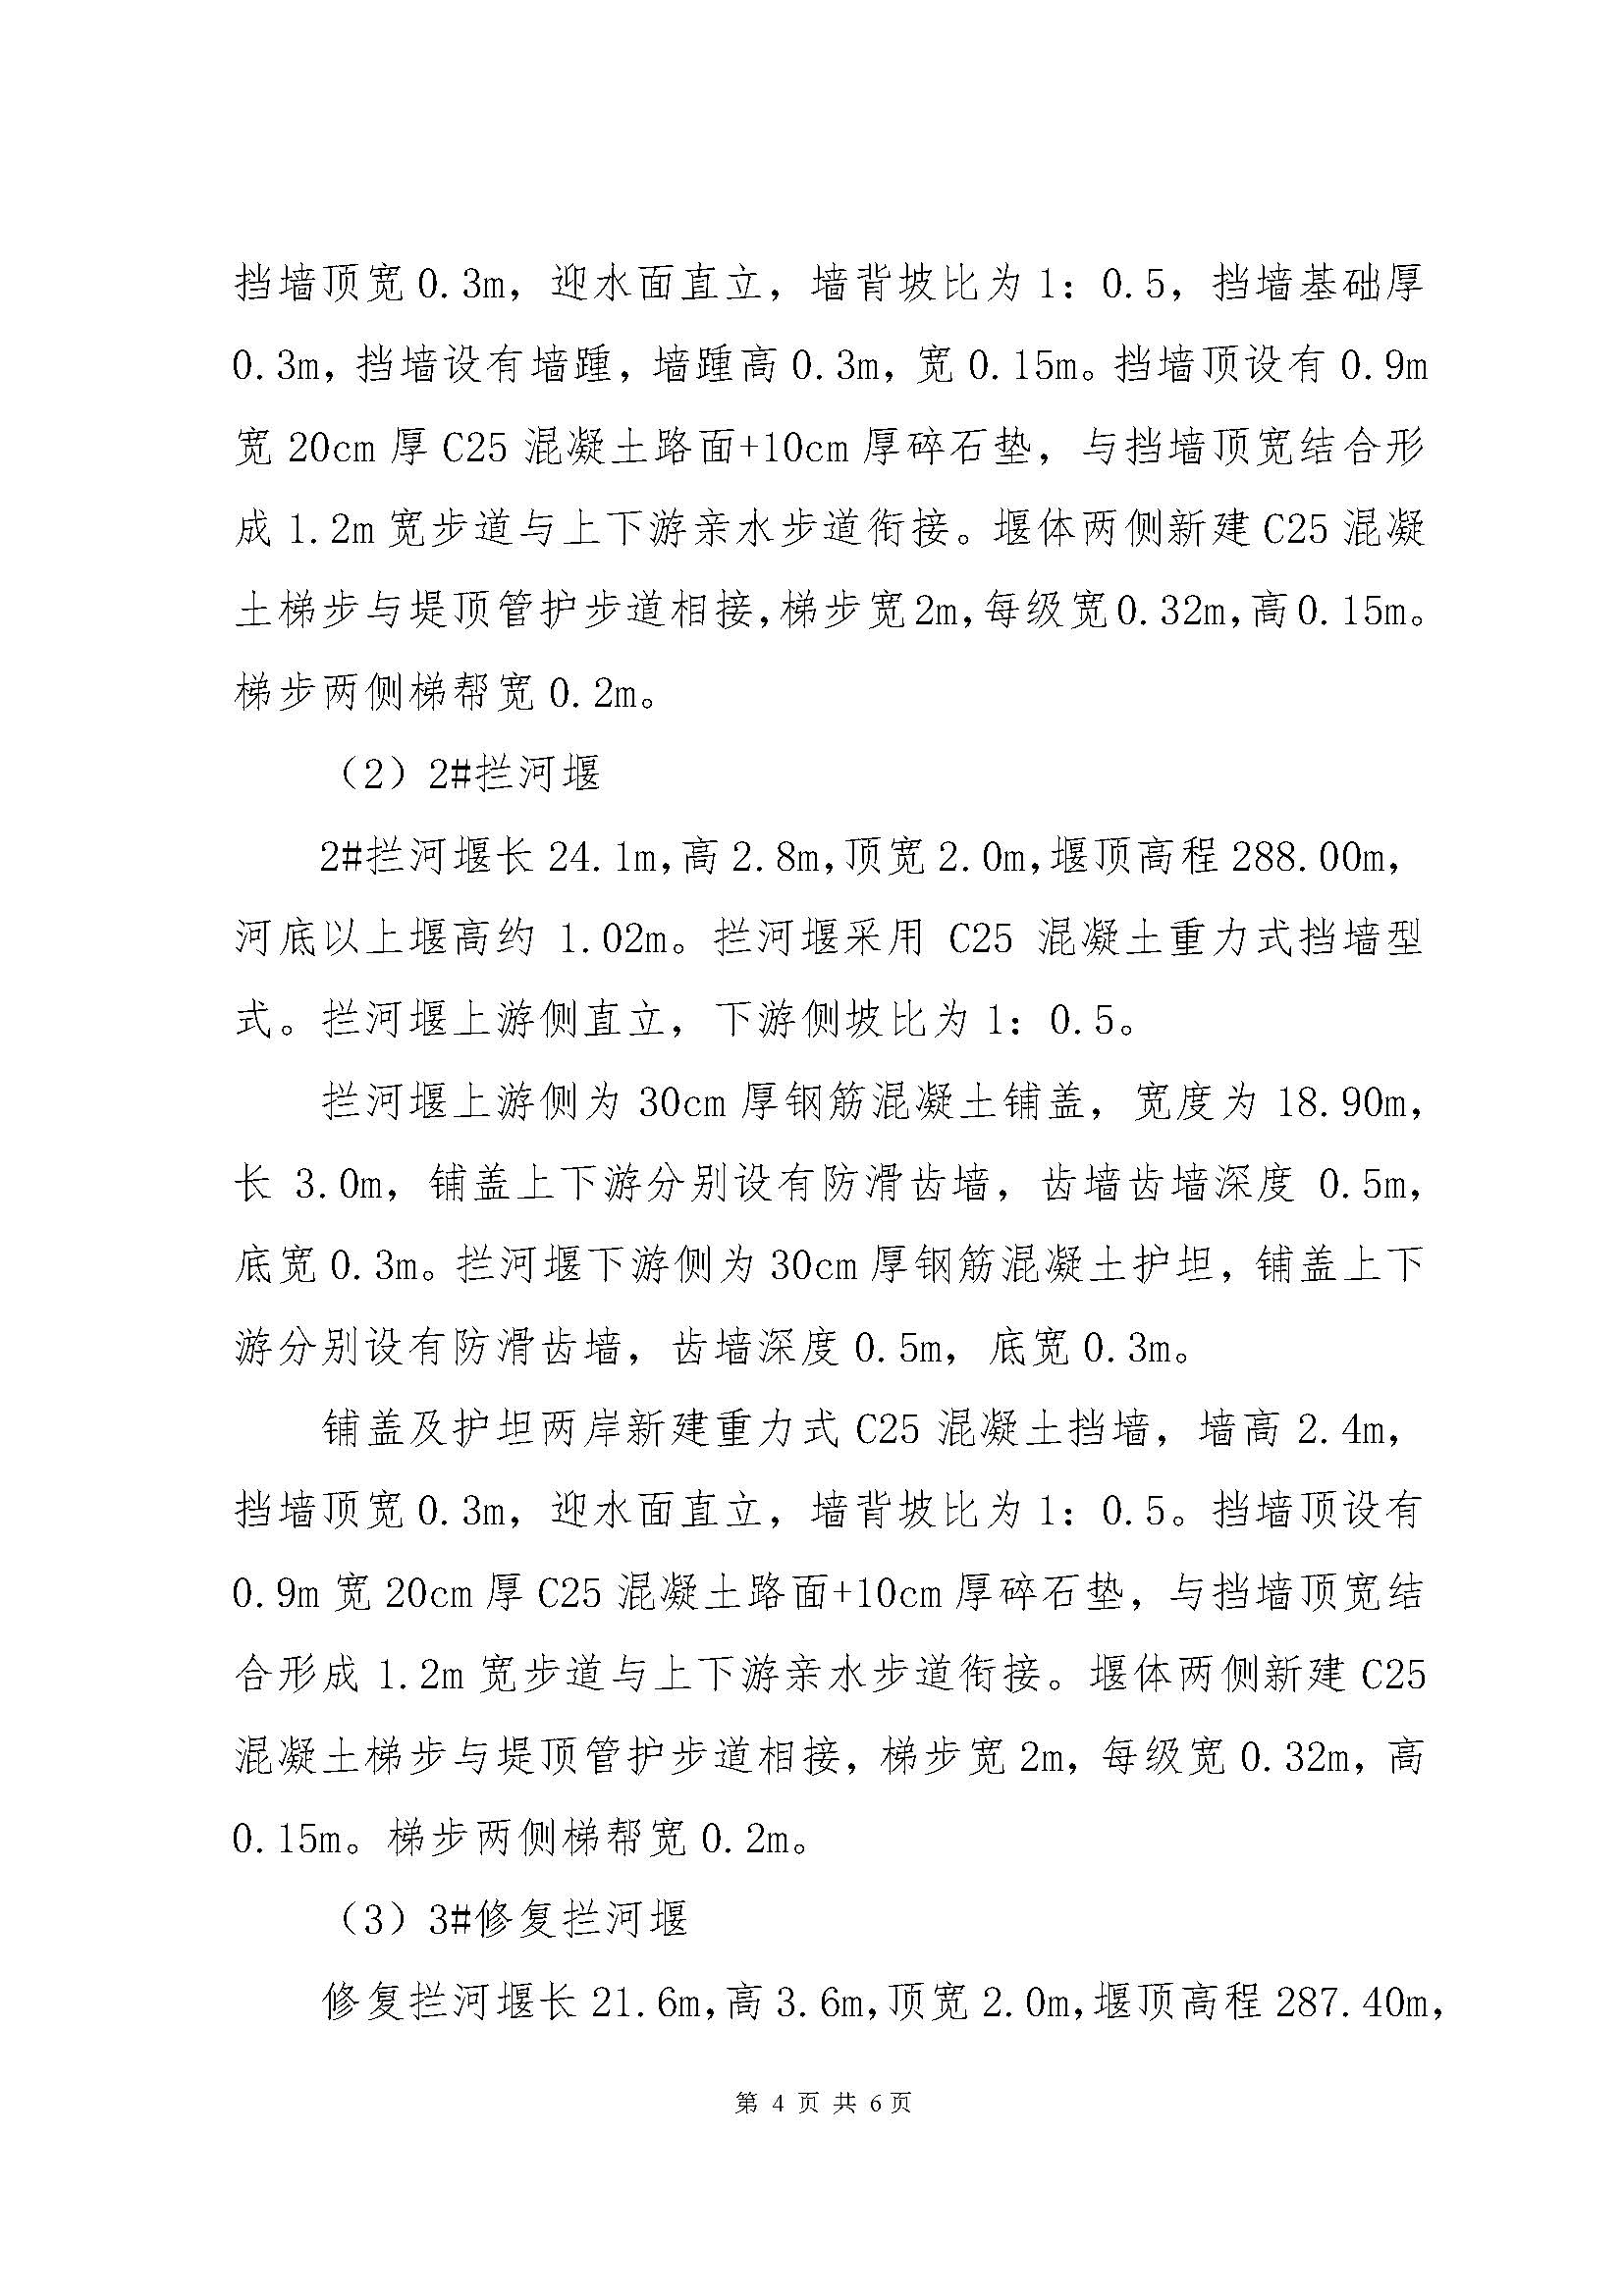 挡墙顶宽0.3m，迎水面直立，墙背坡比为1：0.5，挡墙基础厚
0.3m，挡墙设有墙踵，墙踵高0.3m，宽0.15m。挡墙顶设有0.9m
宽20cm厚C25混凝土路面+10cm厚碎石垫，与挡墙顶宽结合形
成1.2m宽步道与上下游亲水步道衔接。堰体两侧新建C25混凝
土梯步与堤顶管护步道相接，梯步宽2m，每级宽0.32m，高0.15m。
梯步两侧梯帮宽0.2m。
（2）2#拦河堰
2#拦河堰长24.1m，高2.8m，顶宽2.0m，堰顶高程288.00m，
河底以上堰高约 1.02m。拦河堰采用 C25 混凝土重力式挡墙型
式。拦河堰上游侧直立，下游侧坡比为1：0.5。
拦河堰上游侧为30cm厚钢筋混凝土铺盖，宽度为18.90m，
长 3.0m，铺盖上下游分别设有防滑齿墙，齿墙齿墙深度 0.5m，
底宽0.3m。拦河堰下游侧为30cm厚钢筋混凝土护坦，铺盖上下
游分别设有防滑齿墙，齿墙深度0.5m，底宽0.3m。
铺盖及护坦两岸新建重力式C25混凝土挡墙，墙高2.4m，
挡墙顶宽0.3m，迎水面直立，墙背坡比为1：0.5。挡墙顶设有
0.9m宽20cm厚C25混凝土路面+10cm厚碎石垫，与挡墙顶宽结
合形成1.2m宽步道与上下游亲水步道衔接。堰体两侧新建C25
混凝土梯步与堤顶管护步道相接，梯步宽2m，每级宽0.32m，高
0.15m。梯步两侧梯帮宽0.2m。
（3）3#修复拦河堰
修复拦河堰长21.6m，高3.6m，顶宽2.0m，堰顶高程287.40m，
第 4 页 共 6页